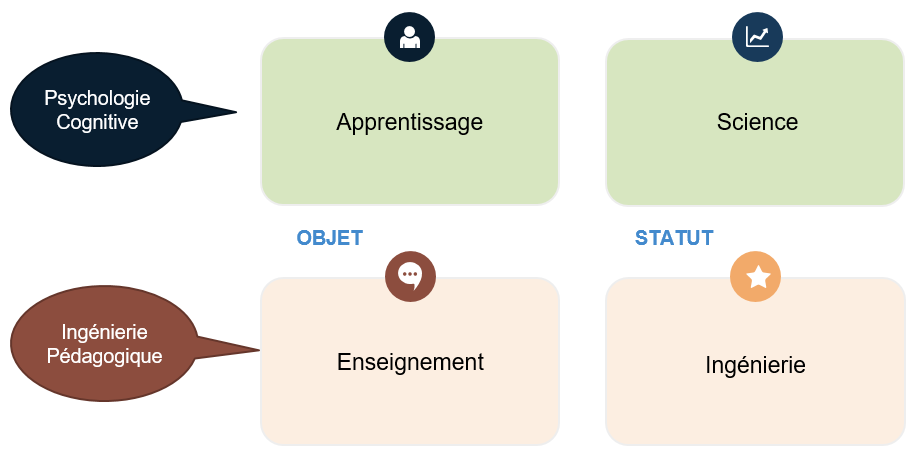 Psychologie
Cognitive
Apprentissage
Science
OBJET
STATUT
Ingénierie
Pédagogique
Enseignement
Ingénierie